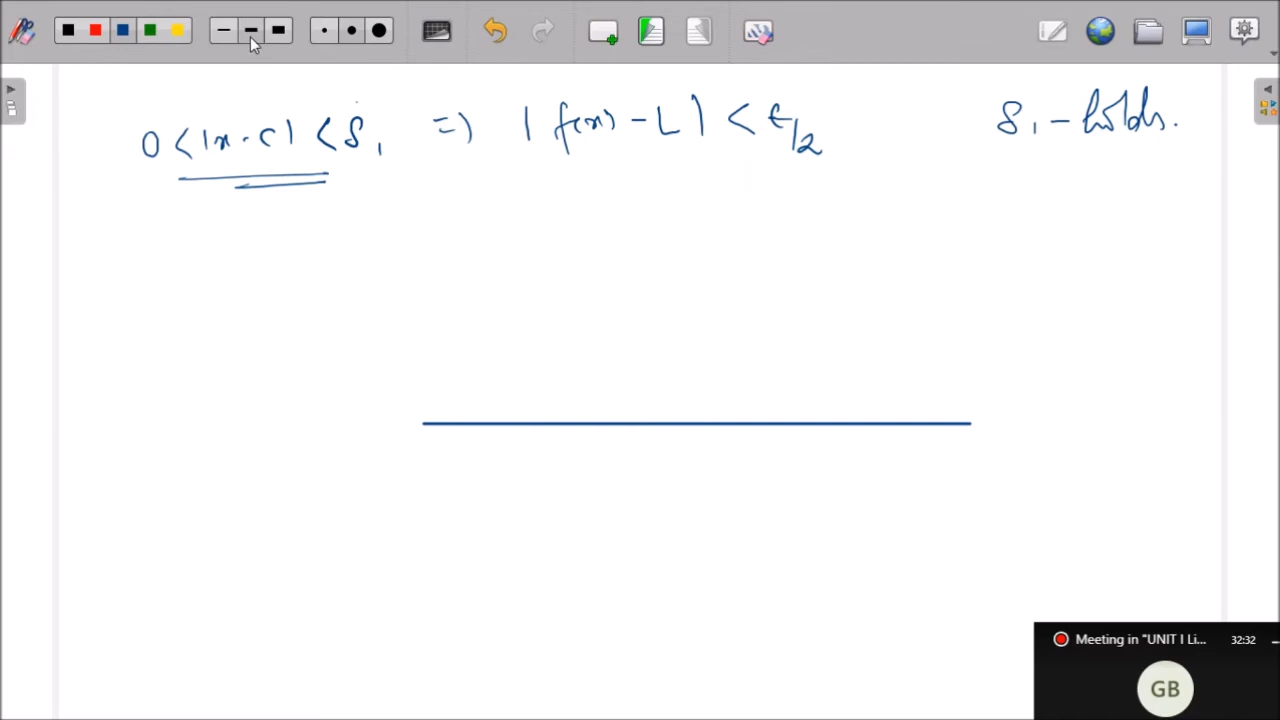 0 < |x - c| < δ₁ => | f(x) - L | < ε/2 δ₁ - holds.
Meeting in "UNIT I Li... 32:32
GB